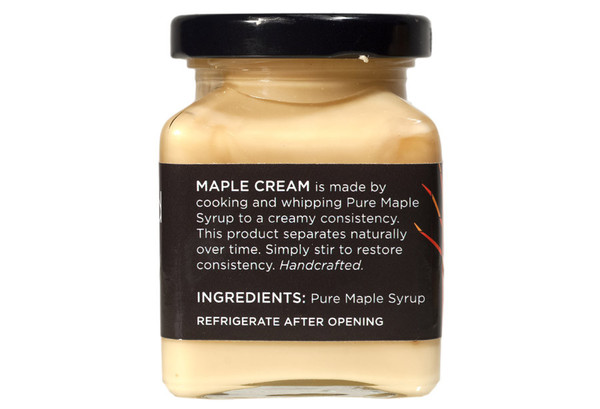 MAPLE CREAM is made by
cooking and whipping Pure Maple
Syrup to a creamy consistency.
This product separates naturally
over time. Simply stir to restore
consistency. Handcrafted.
INGREDIENTS: Pure Maple Syrup
REFRIGERATE AFTER OPENING